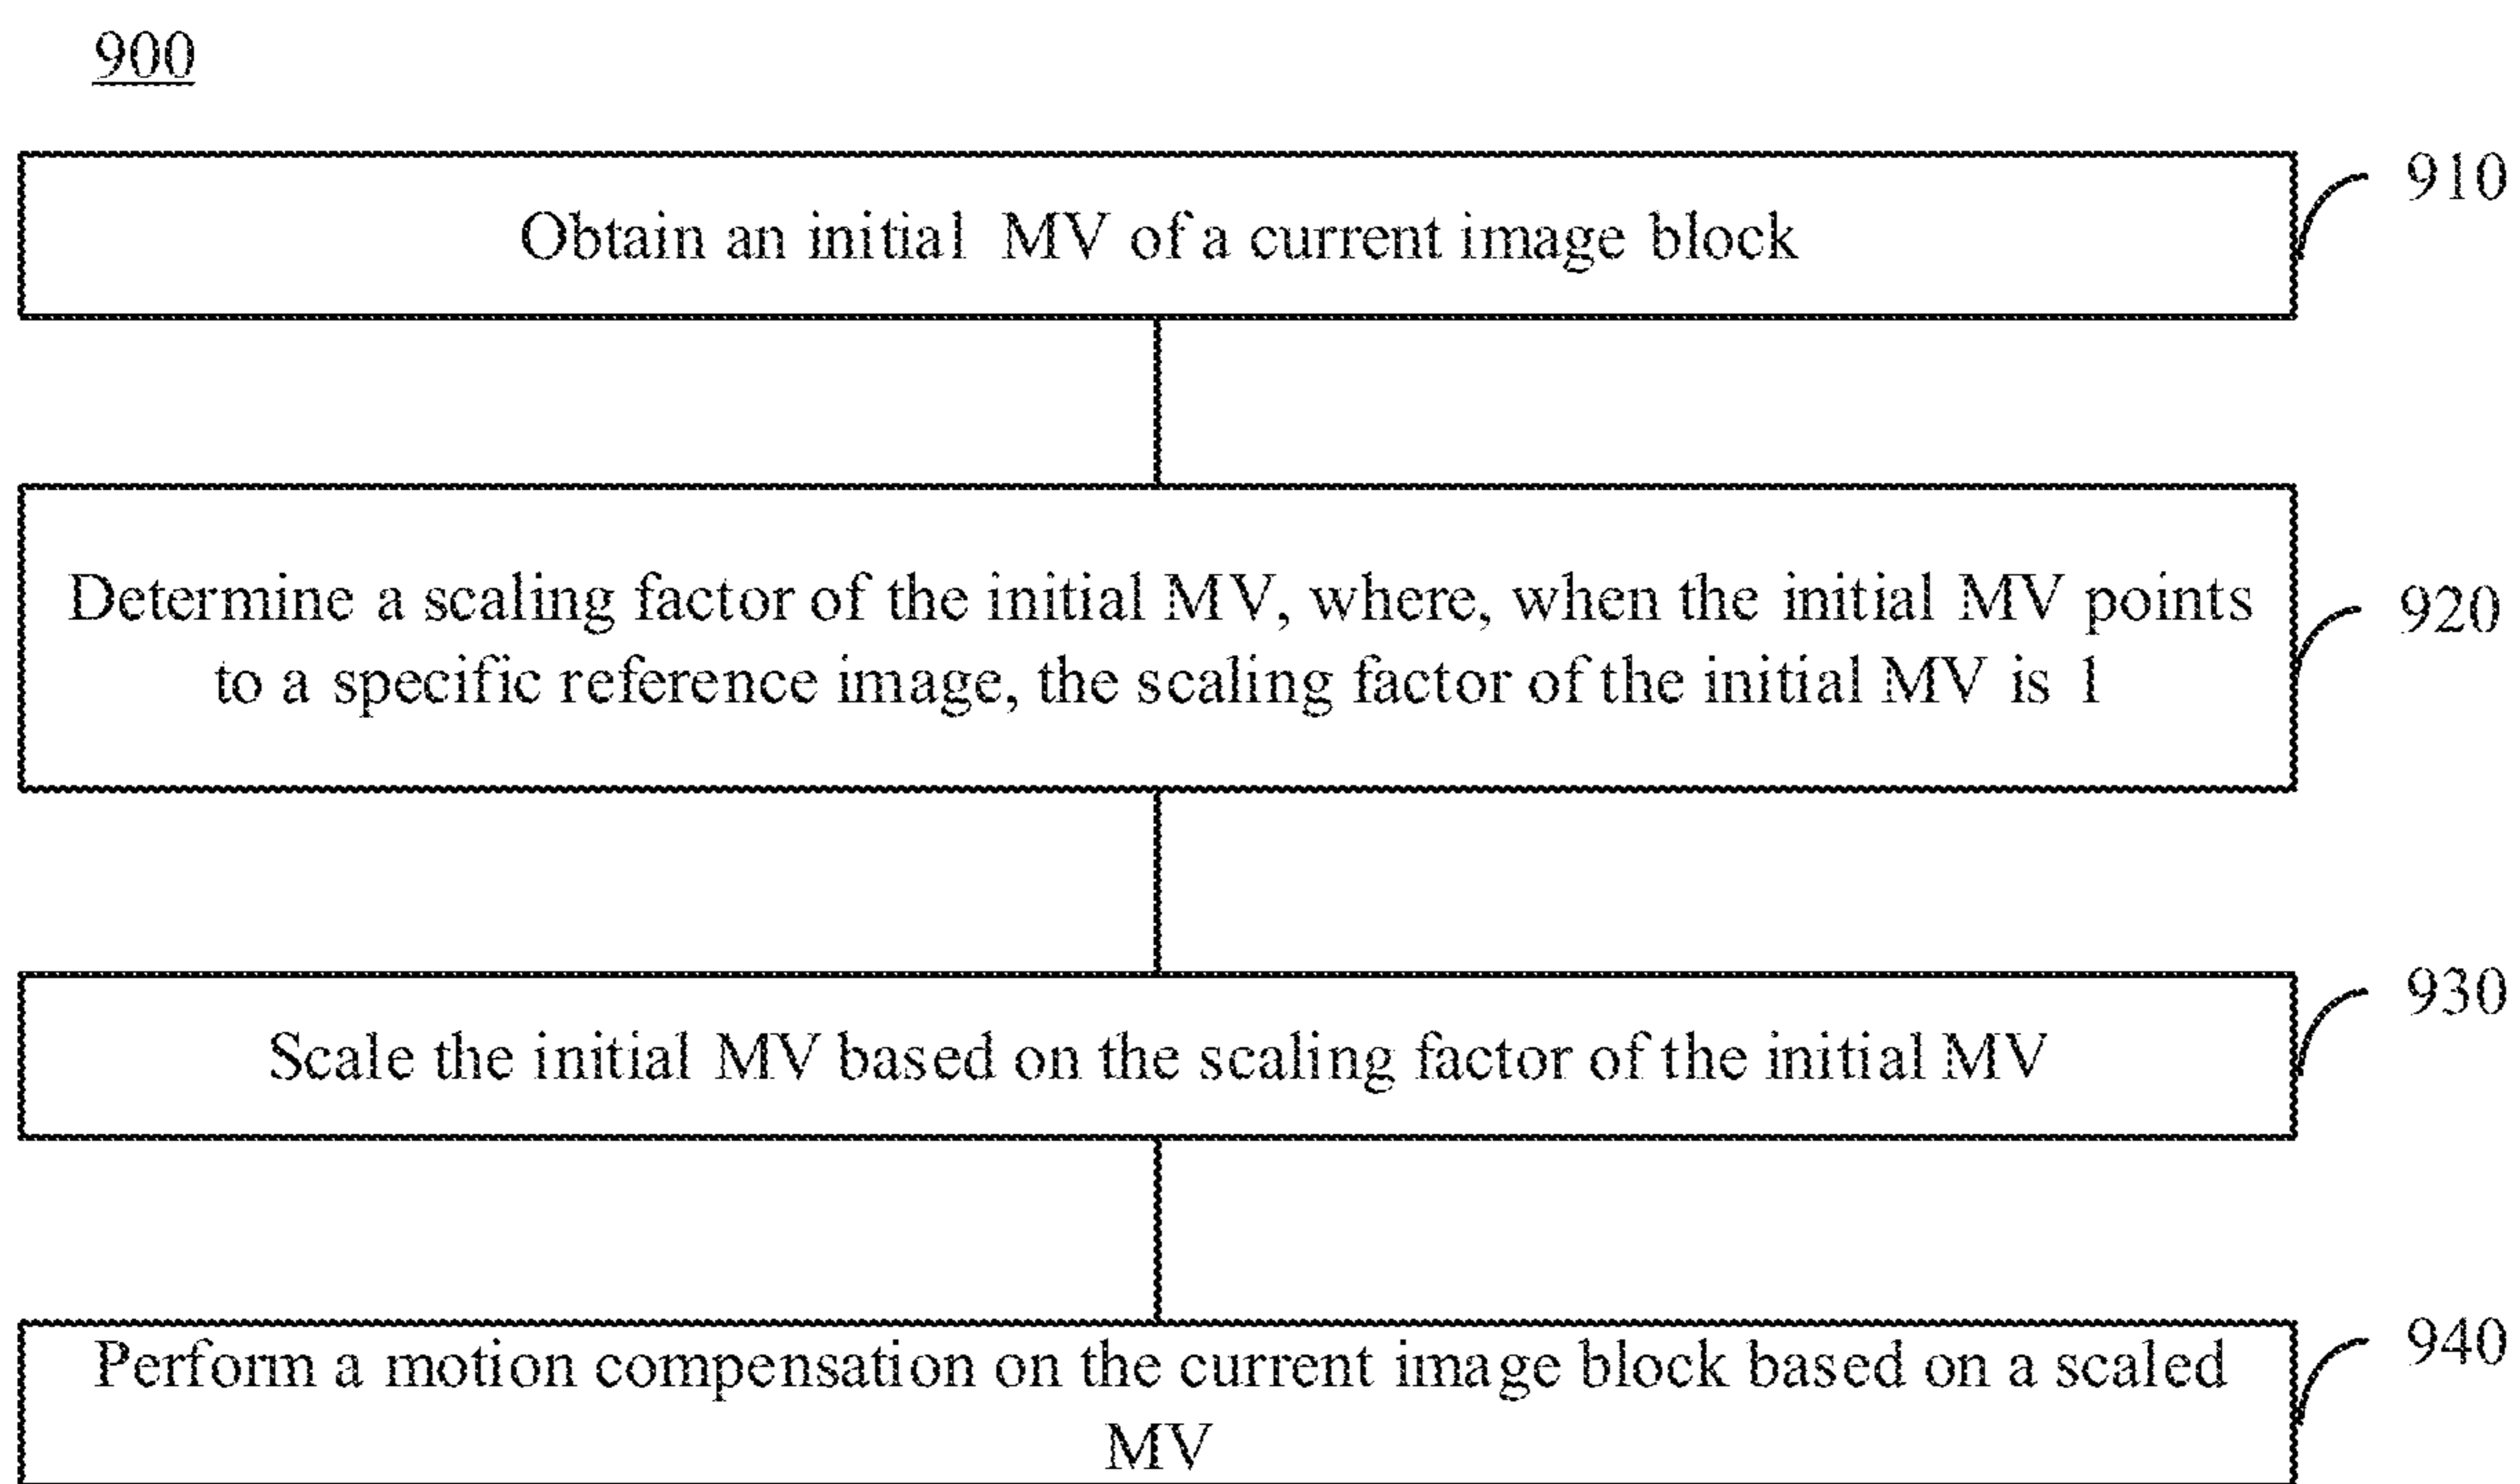 900
910
Obtain an initial MV of a current image block
Determine a scaling factor of the initial MV, where, when the initial MV points
920
to a specific reference image, the scaling factor of the initial MV is 1
930
Scale the initial MV based on the scaling factor of the initial MV
940
Perform a motion compensation on the current image block based on a scaled
MV